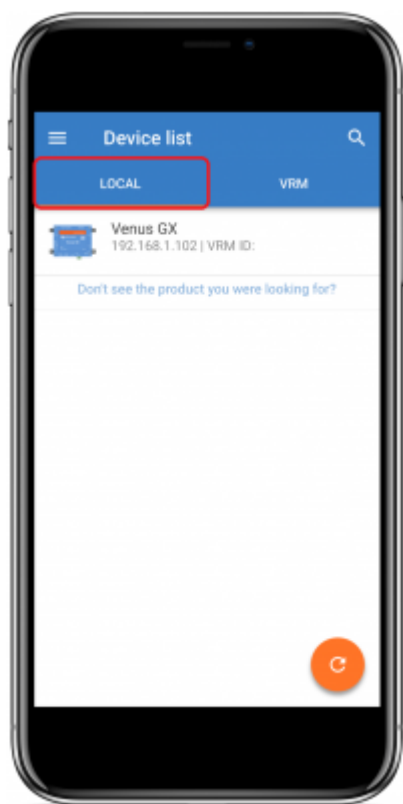 Device list
LOCAL
VRM
Venus GX
192.168.1.102 | VRM ID:
Don't see the product you were looking for?